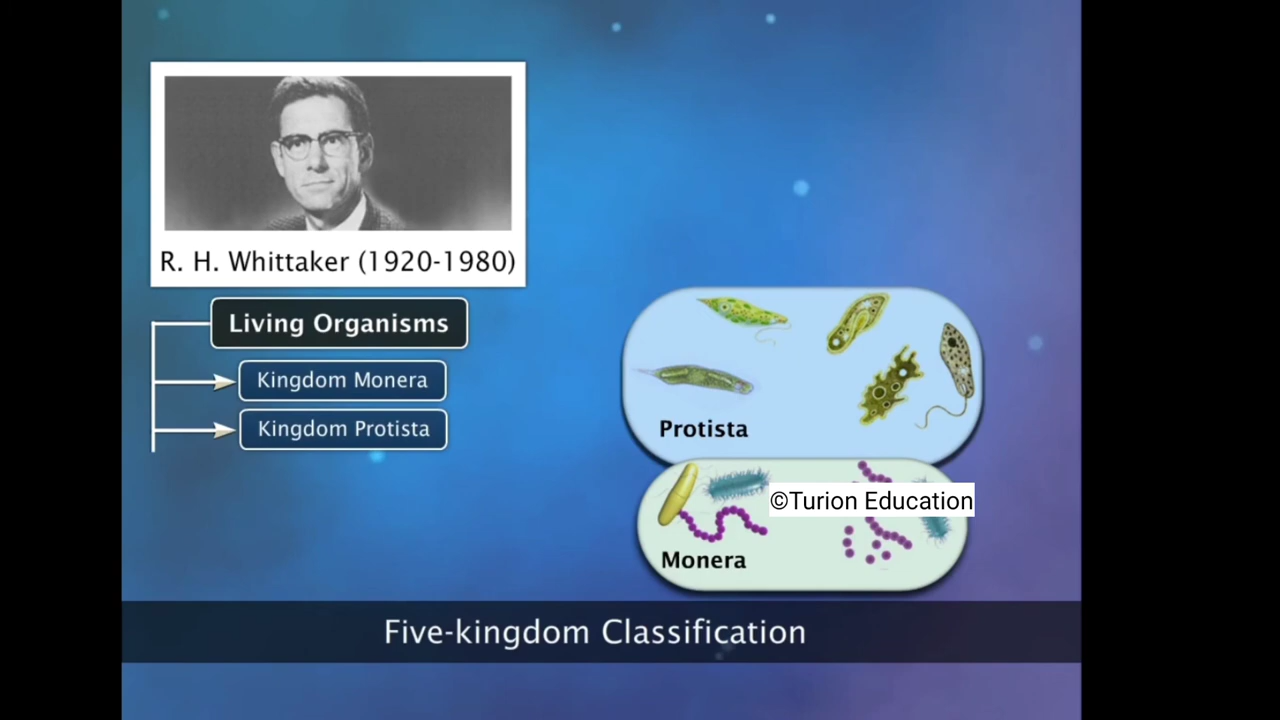 R. H. Whittaker (1920-1980)
Living Organisms
Kingdom Monera
Kingdom Protista
Protista
©Turion Education
Monera
Five-kingdom Classification